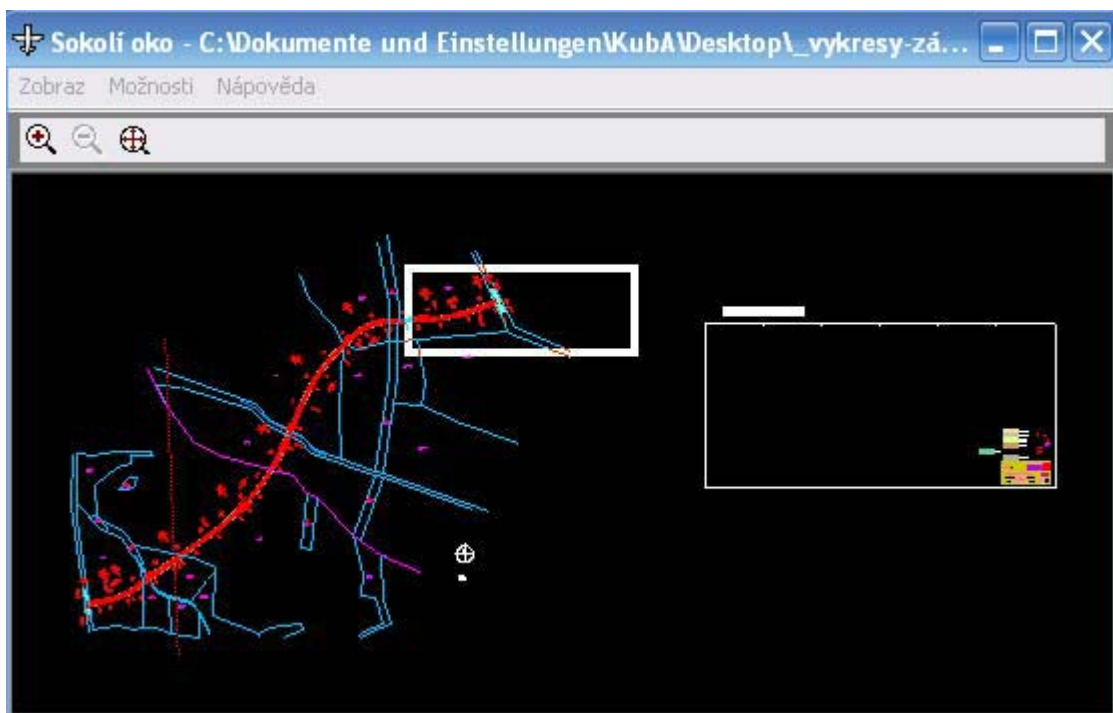 Sokolí oko - C:\Dokumente und Einstellungen\KubA\Desktop\_vykresy-zá...
Zobraz Možnosti Nápověda